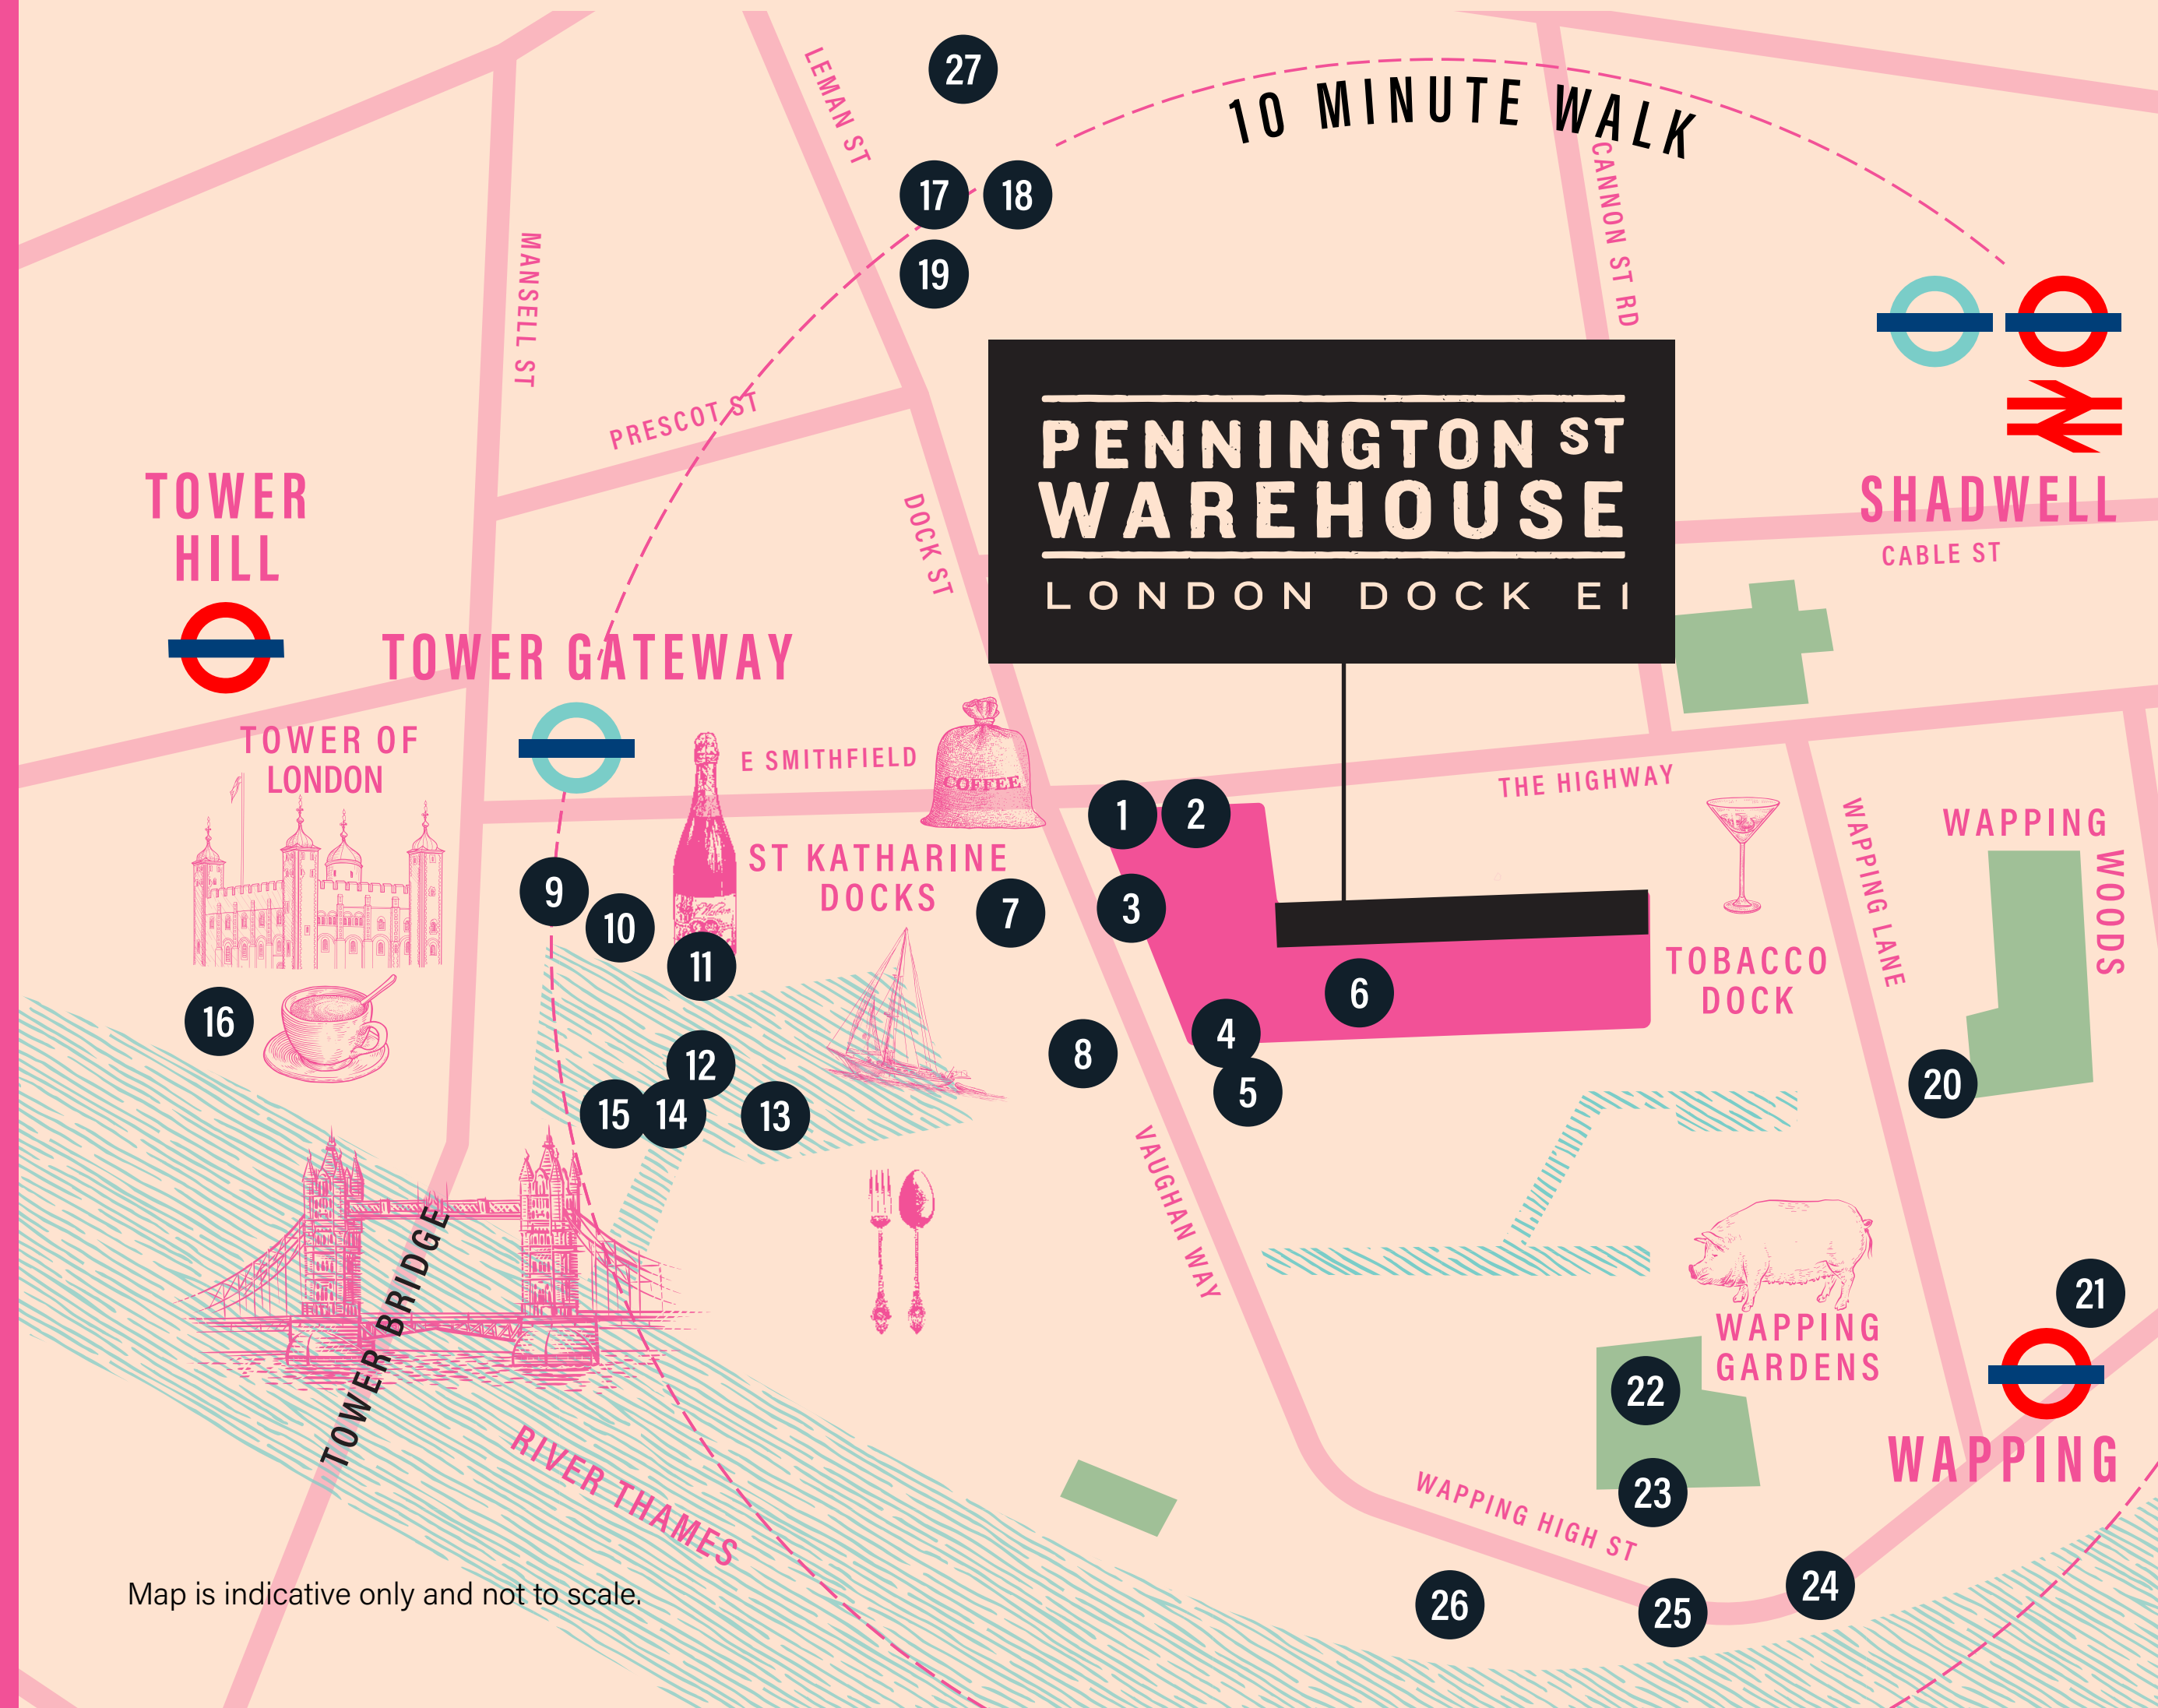 27
LEMAN ST
10 MINUTE WALK
17
18
19
CANNON ST RD
MANSELL ST
PRESCOT ST
DOCK ST
PENNINGTON ST
WAREHOUSE
LONDON DOCK E1
SHADWELL
CABLE ST
TOWER
HILL
TOWER GATEWAY
TOWER OF
LONDON
E SMITHFIELD
COFFEE
THE HIGHWAY
1
2
3
ST KATHARINE
DOCKS
7
9
10
11
6
4
5
8
TOBACCO
DOCK
WAPPING LANE
WAPPING
WOODS
20
16
12
15
14
13
VAUGHAN WAY
TOWER BRIDGE
RIVER THAMES
21
WAPPING
GARDENS
22
23
WAPPING
WAPPING HIGH ST
24
25
26
Map is indicative only and not to scale.